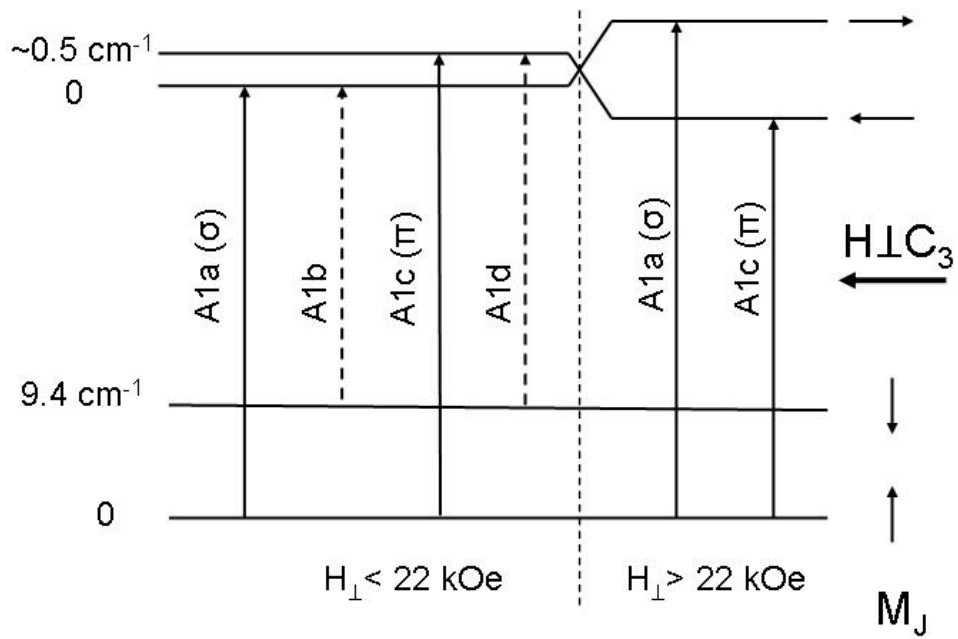 ~0.5 cm⁻¹
0
A1a (σ)
A1b
A1c (π)
A1d
A1a (σ)
A1c (π)
H⊥C₃
9.4 cm⁻¹
0
H⊥< 22 kOe
H⊥> 22 kOe
M_J